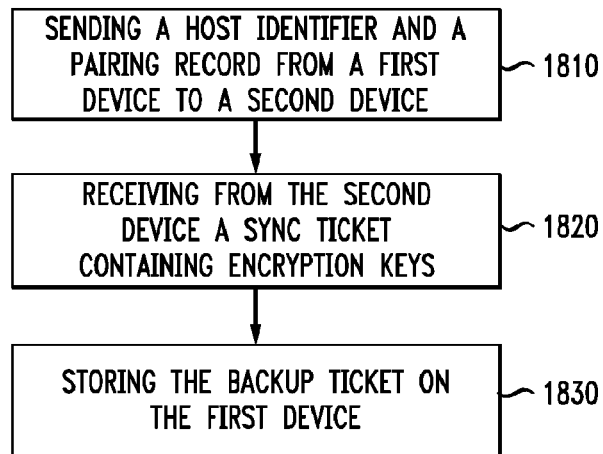 SENDING A HOST IDENTIFIER AND A
PAIRING RECORD FROM A FIRST
DEVICE TO A SECOND DEVICE
1810
RECEIVING FROM THE SECOND
DEVICE A SYNC TICKET
CONTAINING ENCRYPTION KEYS
1820
STORING THE BACKUP TICKET ON
THE FIRST DEVICE
1830